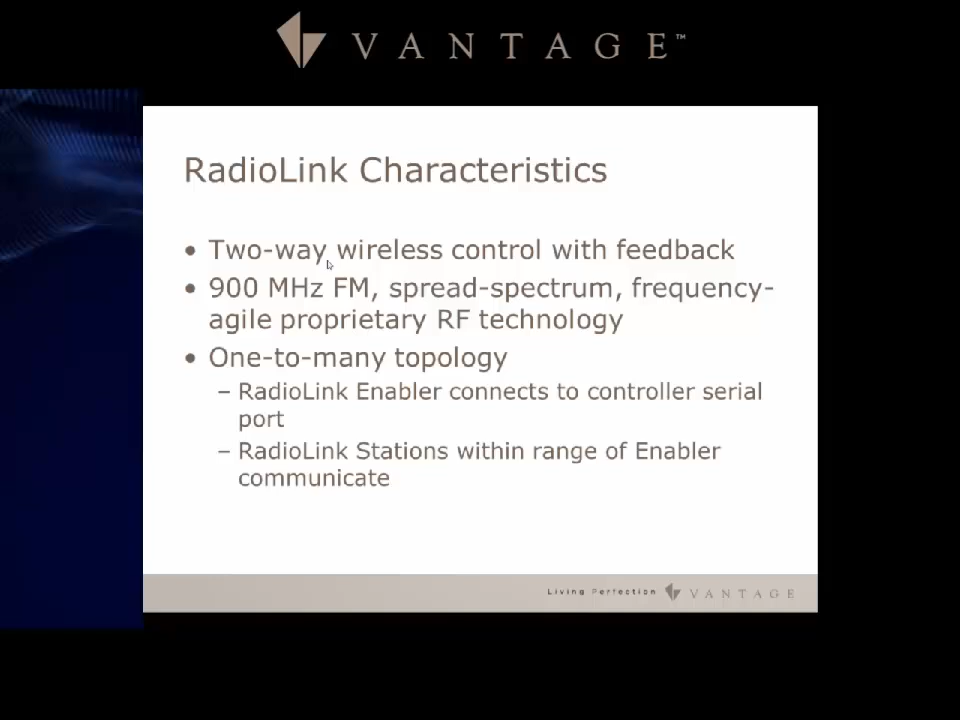 VANTAGE™
RadioLink Characteristics
• Two-way wireless control with feedback
• 900 MHz FM, spread-spectrum, frequency-
agile proprietary RF technology
• One-to-many topology
– RadioLink Enabler connects to controller serial
port
– RadioLink Stations within range of Enabler
communicate
Living Perfection VANTAGE